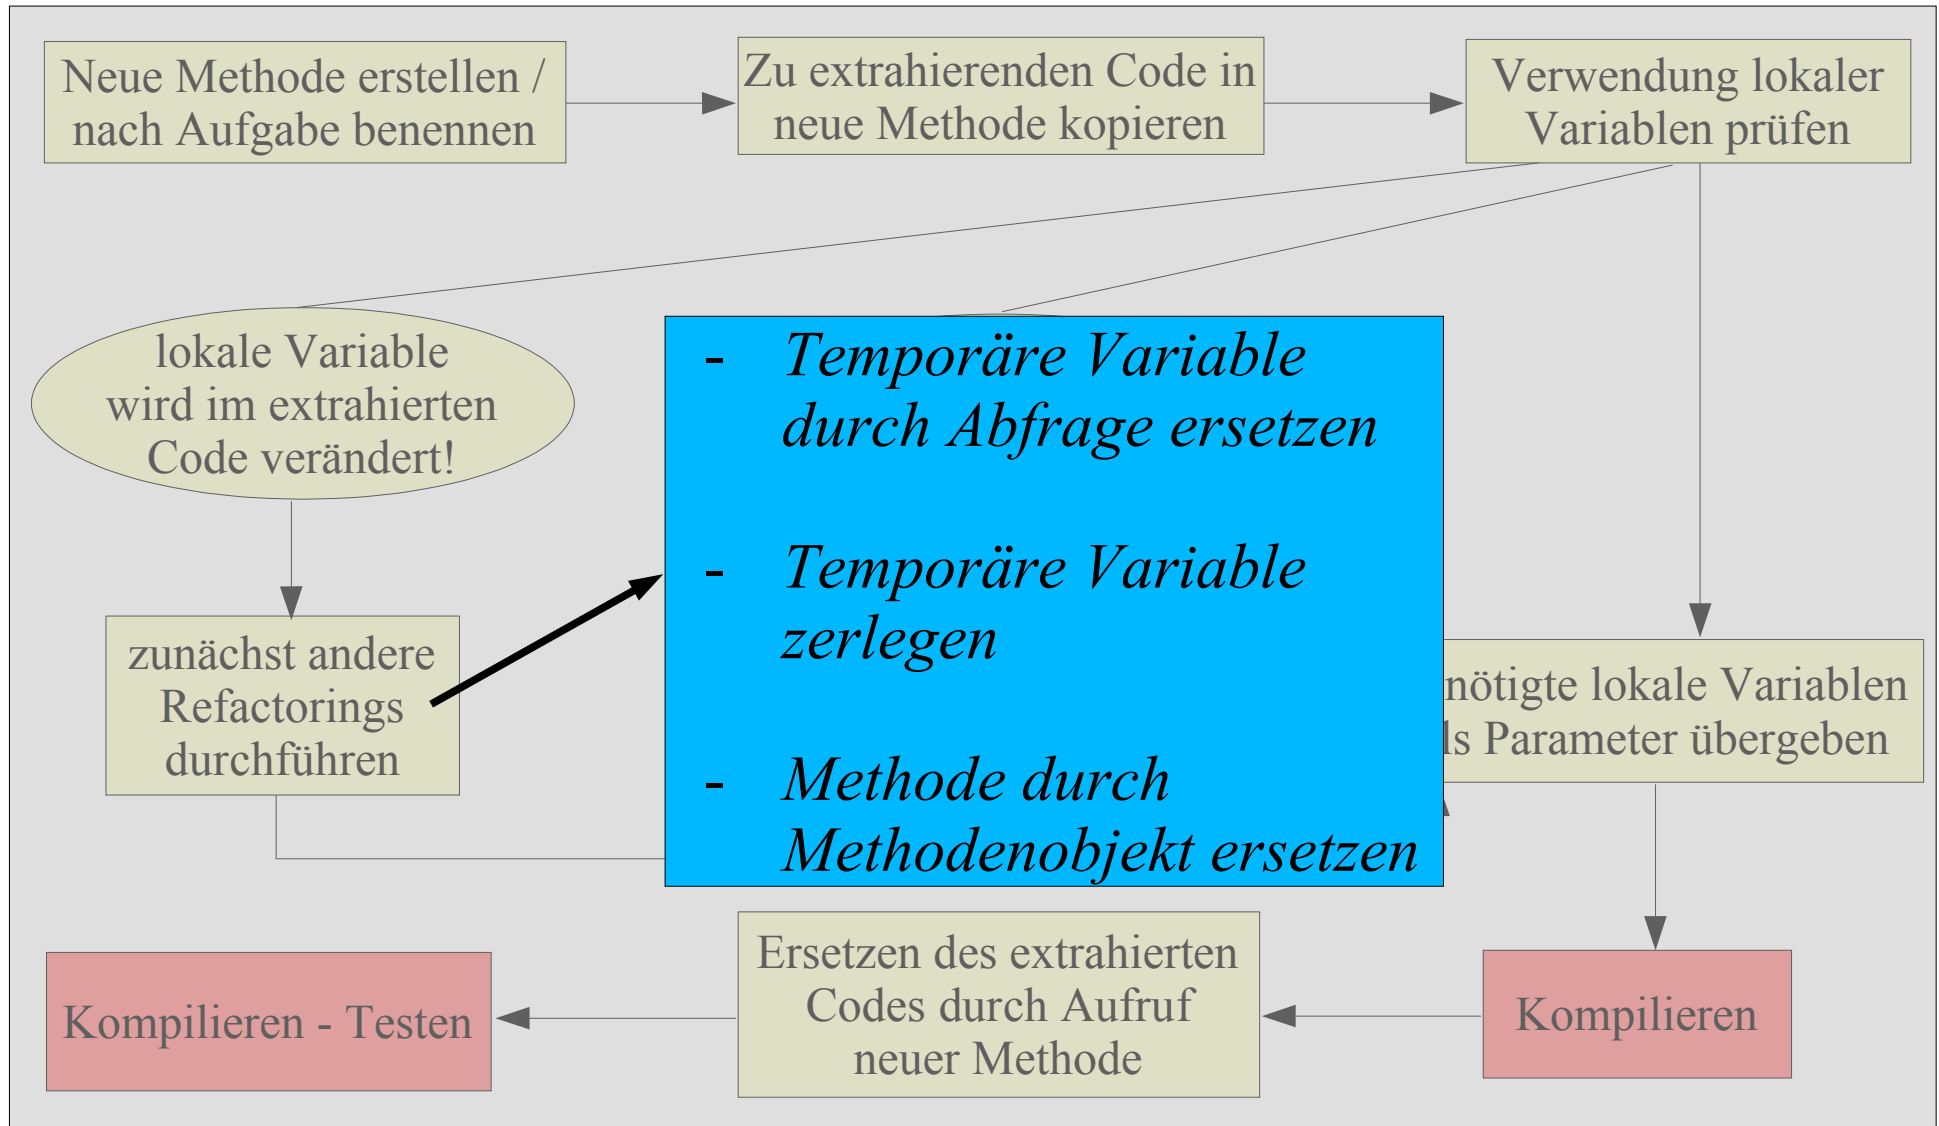 Neue Methode erstellen /
nach Aufgabe benennen
Zu extrahierenden Code in
neue Methode kopieren
Verwendung lokaler
Variablen prüfen
lokale Variable
wird im extrahierten
Code verändert!
- Temporäre Variable
durch Abfrage ersetzen
- Temporäre Variable
zerlegen
- Methode durch
Methodenobjekt ersetzen
zunächst andere
Refactorings
durchführen
nötigte lokale Variablen
ls Parameter übergeben
Kompilieren - Testen
Ersetzen des extrahierten
Codes durch Aufruf
neuer Methode
Kompilieren